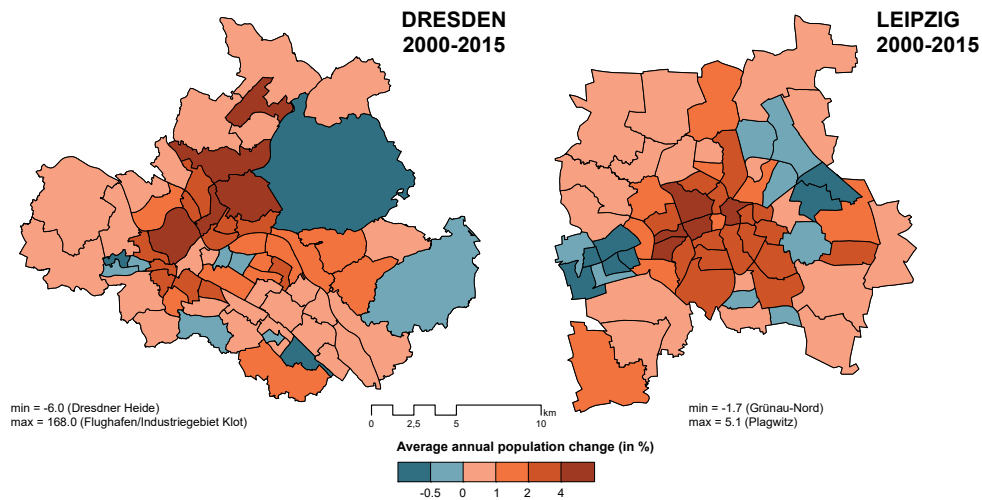 DRESDEN
2000-2015
LEIPZIG
2000-2015
min = -6.0 (Dresdner Heide)
max = 168.0 (Flughafen/Industriegebiet Klot)
km
0 2,5 5 10
min = -1.7 (Grünau-Nord)
max = 5.1 (Plagwitz)
Average annual population change (in %)
-0.5 0 1 2 4